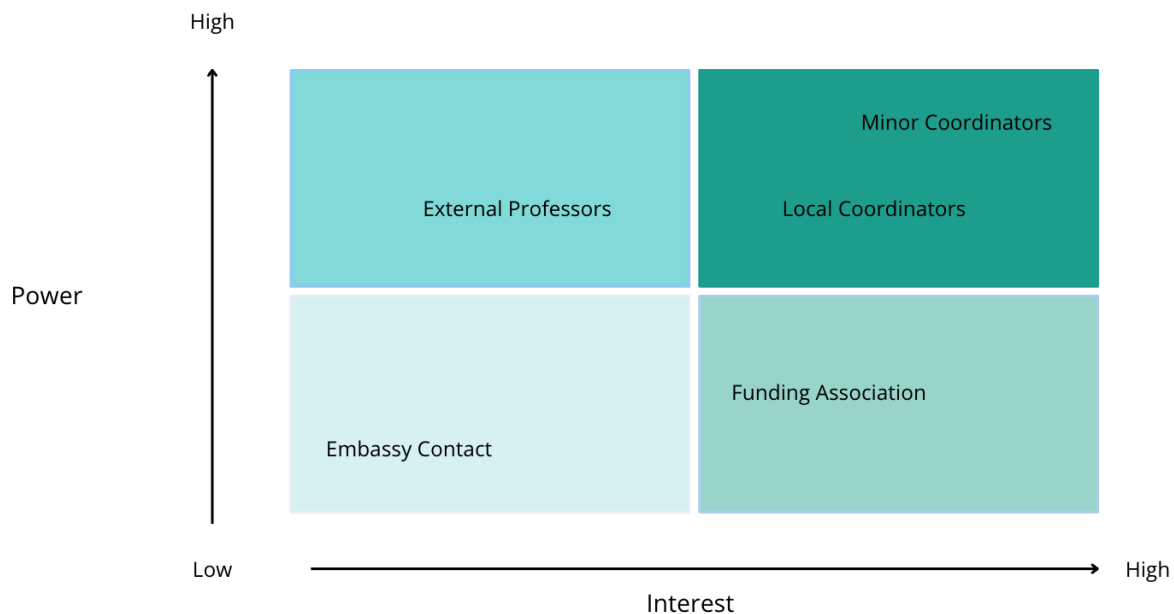 High
Minor Coordinators
External Professors
Local Coordinators
Power
Funding Association
Embassy Contact
Low
High
Interest